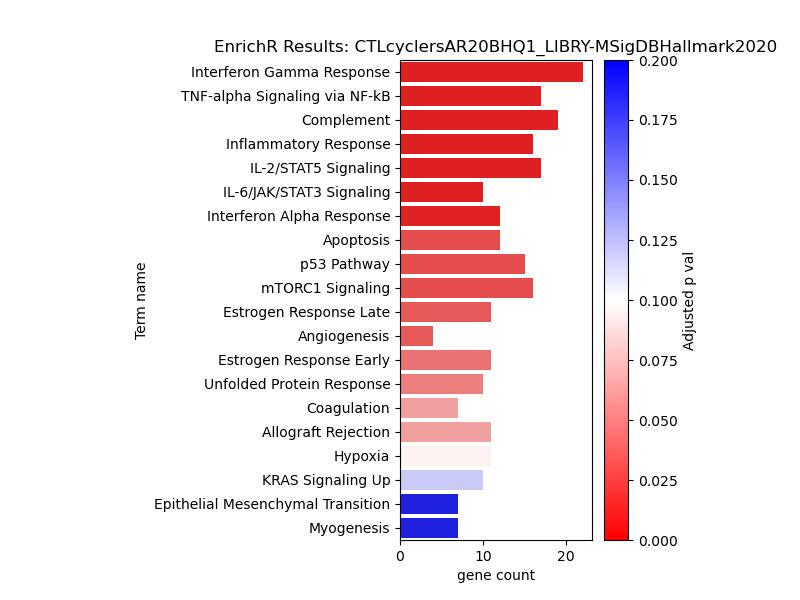 EnrichR Results: CTLcyclersAR20BHQ1_LIBRY-MSigDBHallmark2020
Interferon Gamma Response
TNF-alpha Signaling via NF-kB
Complement
Inflammatory Response
IL-2/STAT5 Signaling
IL-6/JAK/STAT3 Signaling
Interferon Alpha Response
Apoptosis
p53 Pathway
mTORC1 Signaling
Estrogen Response Late
Angiogenesis
Estrogen Response Early
Unfolded Protein Response
Coagulation
Allograft Rejection
Hypoxia
KRAS Signaling Up
Epithelial Mesenchymal Transition
Myogenesis
Term name
0 10 20
gene count
0.200
0.175
0.150
0.125
0.100
0.075
0.050
0.025
0.000
Adjusted p val